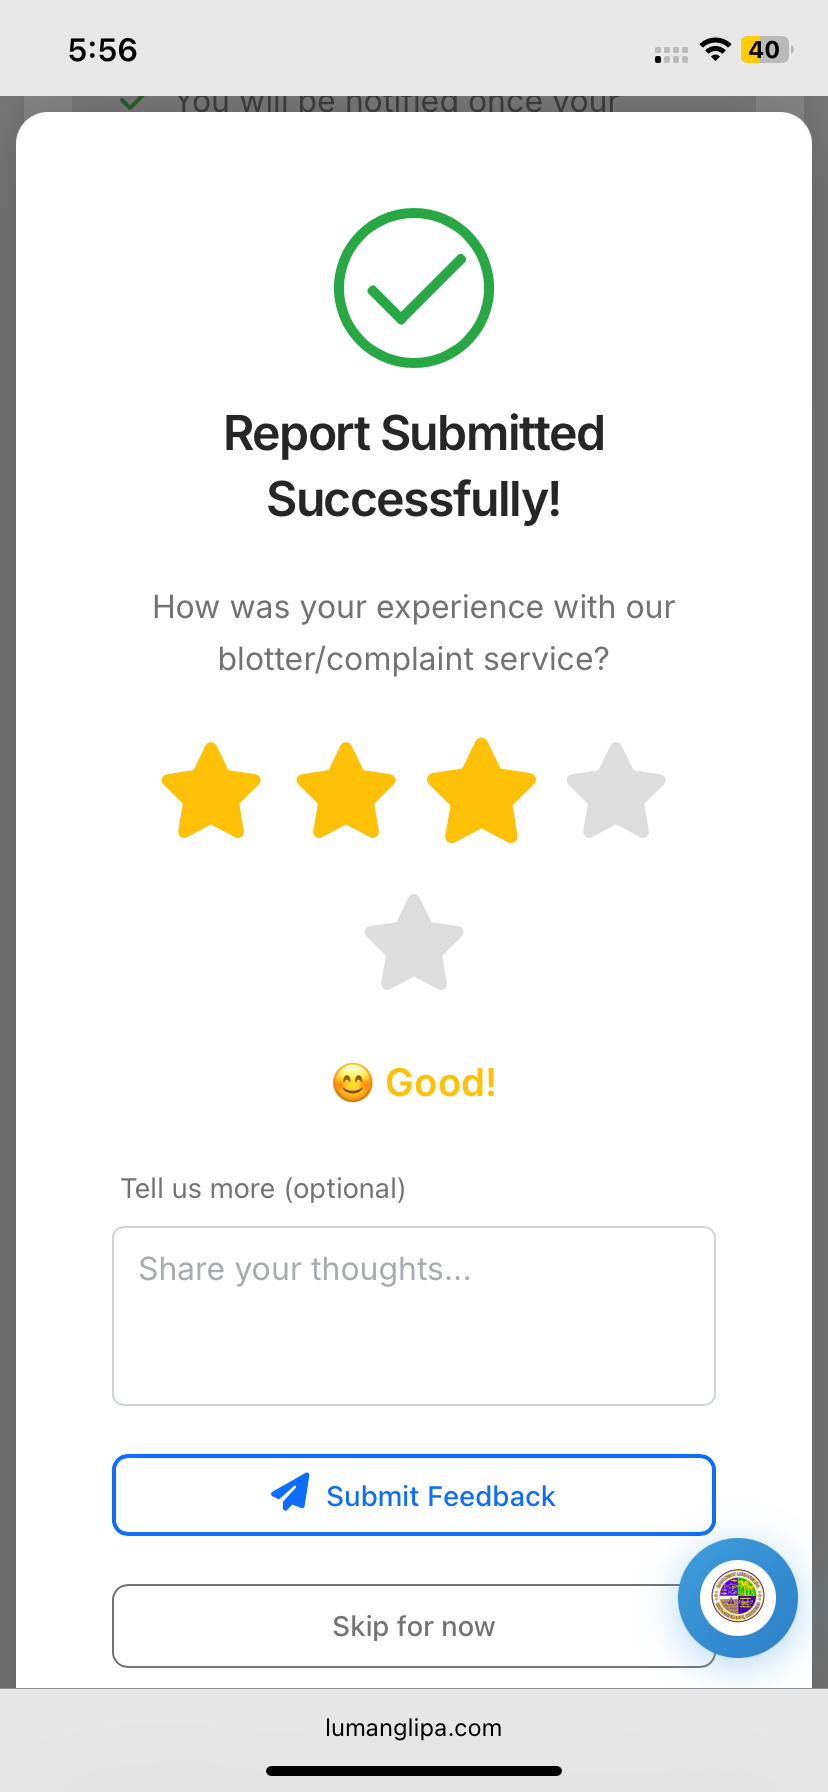 5:56
40
You will be notified once your
Report Submitted
Successfully!
How was your experience with our
blotter/complaint service?
😊 Good!
Tell us more (optional)
Share your thoughts...
Submit Feedback
Skip for now
lumanglipa.com